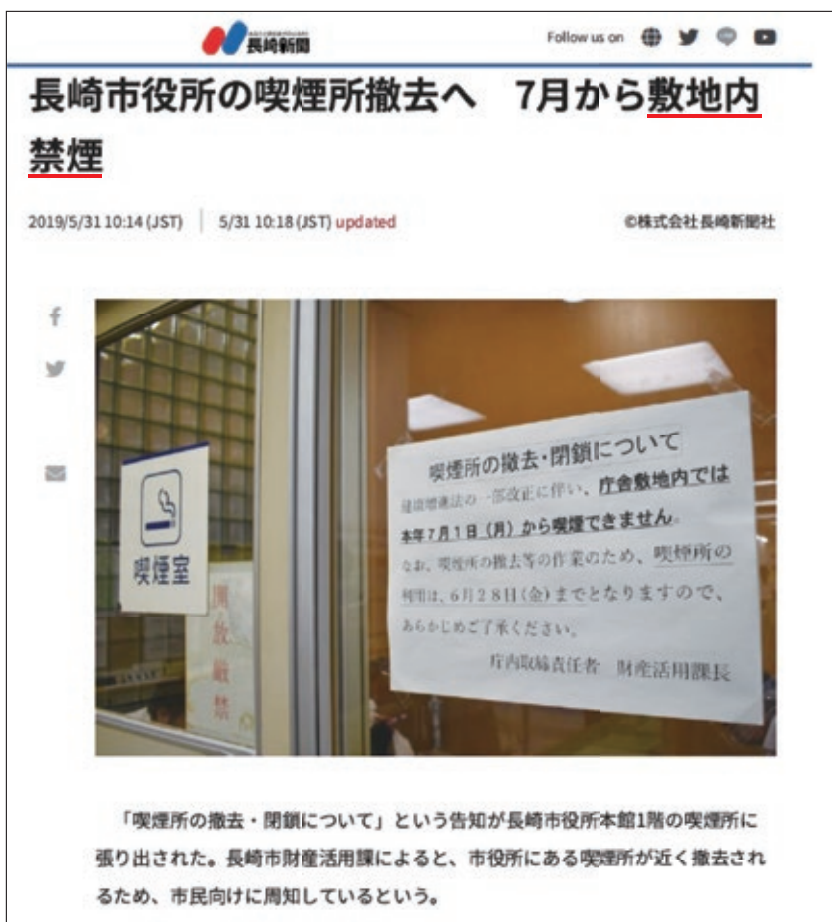 長崎新聞
Follow us on
長崎市役所の喫煙所撤去へ　7月から敷地内
禁煙
2019/5/31 10:14 (JST)
5/31 10:18 (JST) updated
©株式会社長崎新聞社
喫煙室
開放厳禁
喫煙所の撤去・閉鎖について
健康増進法の一部改正に伴い、庁舎敷地内では
本年7月1日（月）から喫煙できません。
なお、喫煙所の撤去等の作業のため、喫煙所の
利用は、6月28日(金)までとなりますので、
あらかじめご了承ください。
庁内取締責任者　財産活用課長
「喫煙所の撤去・閉鎖について」という告知が長崎市役所本館1階の喫煙所に
張り出された。長崎市財産活用課によると、市役所にある喫煙所が近く撤去され
るため、市民向けに周知しているという。